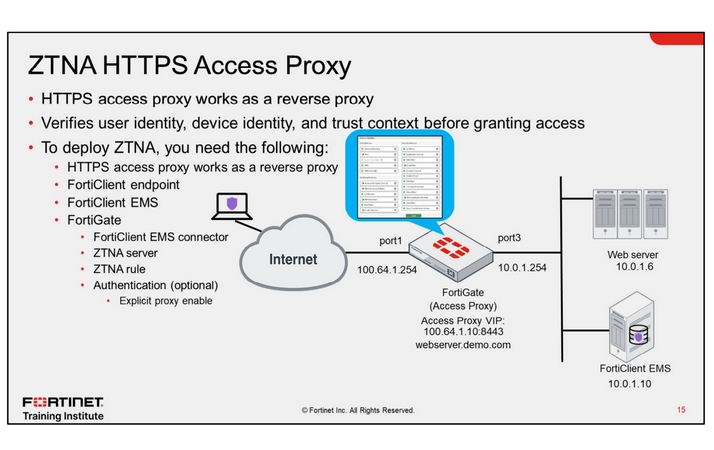 ZTNA HTTPS Access Proxy
• HTTPS access proxy works as a reverse proxy
• Verifies user identity, device identity, and trust context before granting access
• To deploy ZTNA, you need the following:
• HTTPS access proxy works as a reverse proxy
• FortiClient endpoint
• FortiClient EMS
• FortiGate
• FortiClient EMS connector
• ZTNA server
• ZTNA rule
• Authentication (optional)
• Explicit proxy enable
Internet
port1
100.64.1.254
port3
10.0.1.254
FortiGate
(Access Proxy)
Access Proxy VIP:
100.64.1.10:8443
webserver.demo.com
Web server
10.0.1.6
FortiClient EMS
10.0.1.10
FORTINET
Training Institute
© Fortinet Inc. All Rights Reserved.
15